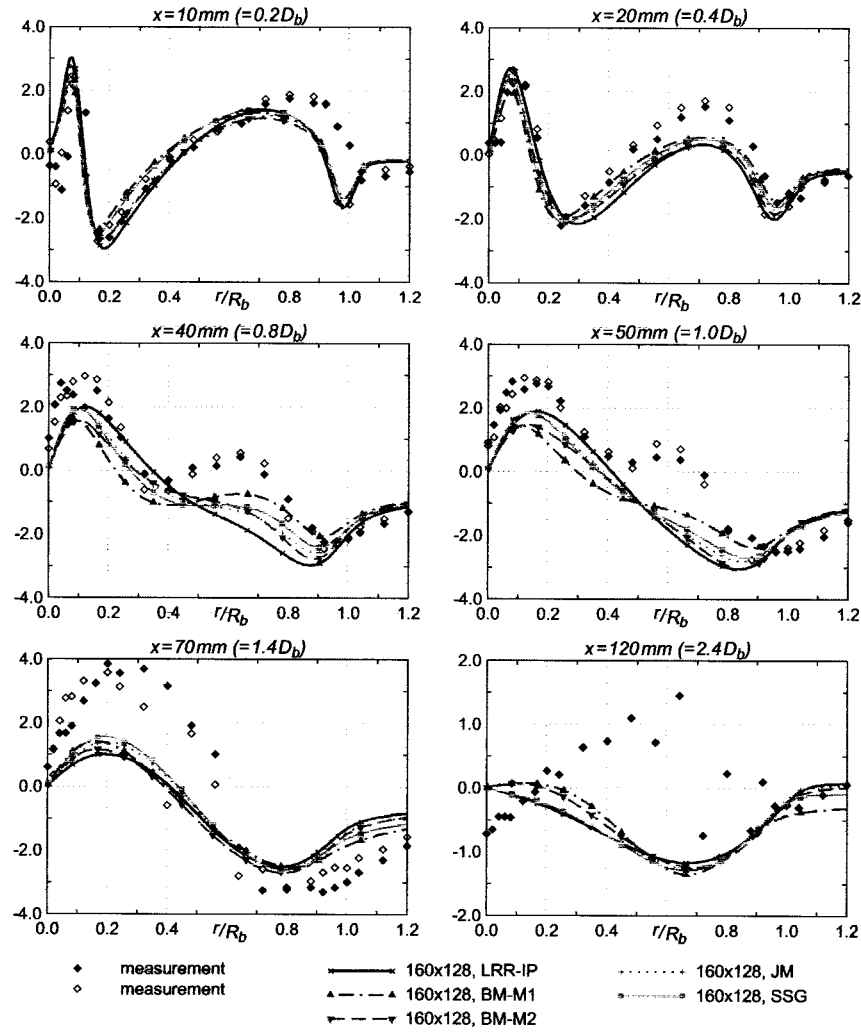 x=10mm (=0.2D_b)
x=20mm (=0.4D_b)
4.0
2.0
0.0
-2.0
-4.0
0.0 0.2 0.4 0.6 0.8 1.0 1.2
r/R_b
4.0
2.0
0.0
-2.0
-4.0
0.0 0.2 0.4 0.6 0.8 1.0 1.2
r/R_b
x=40mm (=0.8D_b)
x=50mm (=1.0D_b)
4.0
2.0
0.0
-2.0
-4.0
0.0 0.2 0.4 0.6 0.8 1.0 1.2
r/R_b
4.0
2.0
0.0
-2.0
-4.0
0.0 0.2 0.4 0.6 0.8 1.0 1.2
r/R_b
x=70mm (=1.4D_b)
x=120mm (=2.4D_b)
4.0
2.0
0.0
-2.0
-4.0
0.0 0.2 0.4 0.6 0.8 1.0 1.2
r/R_b
2.0
1.0
0.0
-1.0
-2.0
0.0 0.2 0.4 0.6 0.8 1.0 1.2
r/R_b
measurement
measurement
160x128, LRR-IP
160x128, BM-M1
160x128, BM-M2
160x128, JM
160x128, SSG